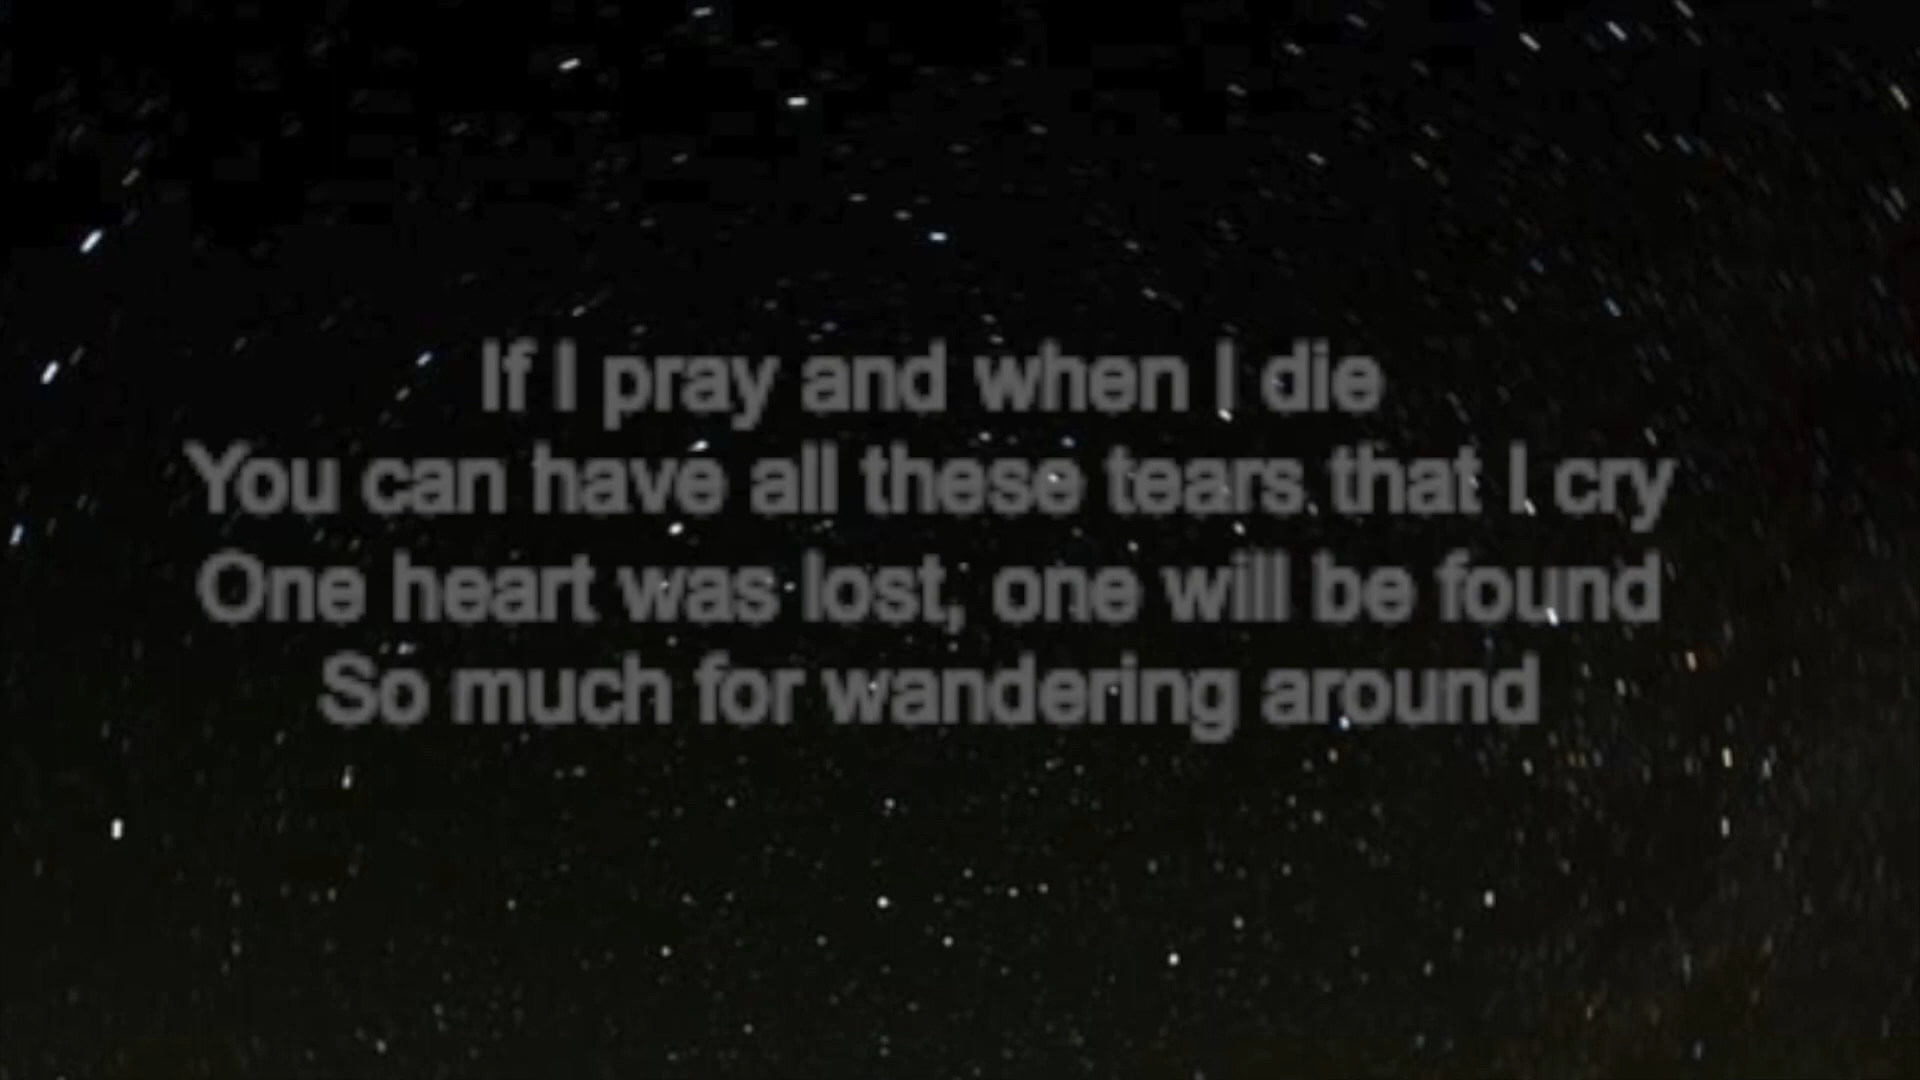 If I pray and when I die
You can have all these tears that I cry
One heart was lost, one will be found
So much for wandering around